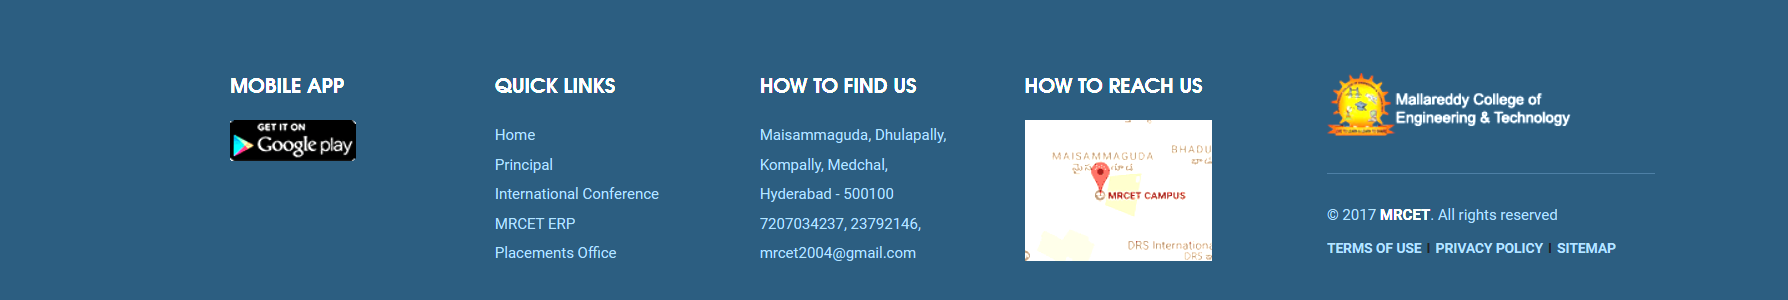 MOBILE APP
GET IT ON
Google play
QUICK LINKS
Home
Principal
International Conference
MRCET ERP
Placements Office
HOW TO FIND US
Maisammaguda, Dhulapally,
Kompally, Medchal,
Hyderabad - 500100
7207034237, 23792146,
mrcet2004@gmail.com
HOW TO REACH US
MAISAMMAGUDA
BHADU
MRCET CAMPUS
DRS Internationa
DRS
Mallareddy College of
Engineering & Technology
© 2017 MRCET. All rights reserved
TERMS OF USE | PRIVACY POLICY | SITEMAP